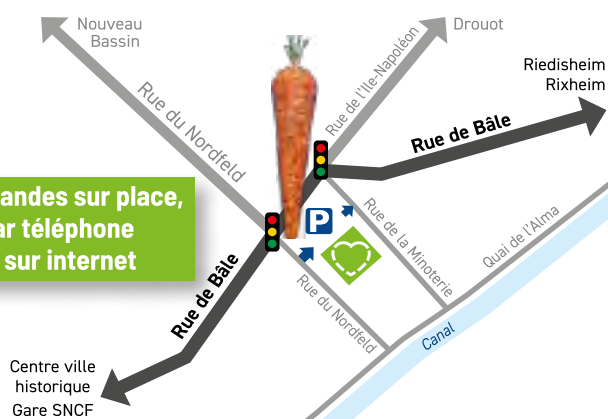 Nouveau
Bassin
Drouot
Rue de l'Ile-Napoléon
Riedisheim
Rixheim
Rue du Nordfeld
Rue de Bâle
sur place,
téléphone
sur internet
P
Rue de la Minoterie
Quai de l'Alma
Rue de Bâle
Rue du Nordfeld
Canal
Centre ville
historique
Gare SNCF